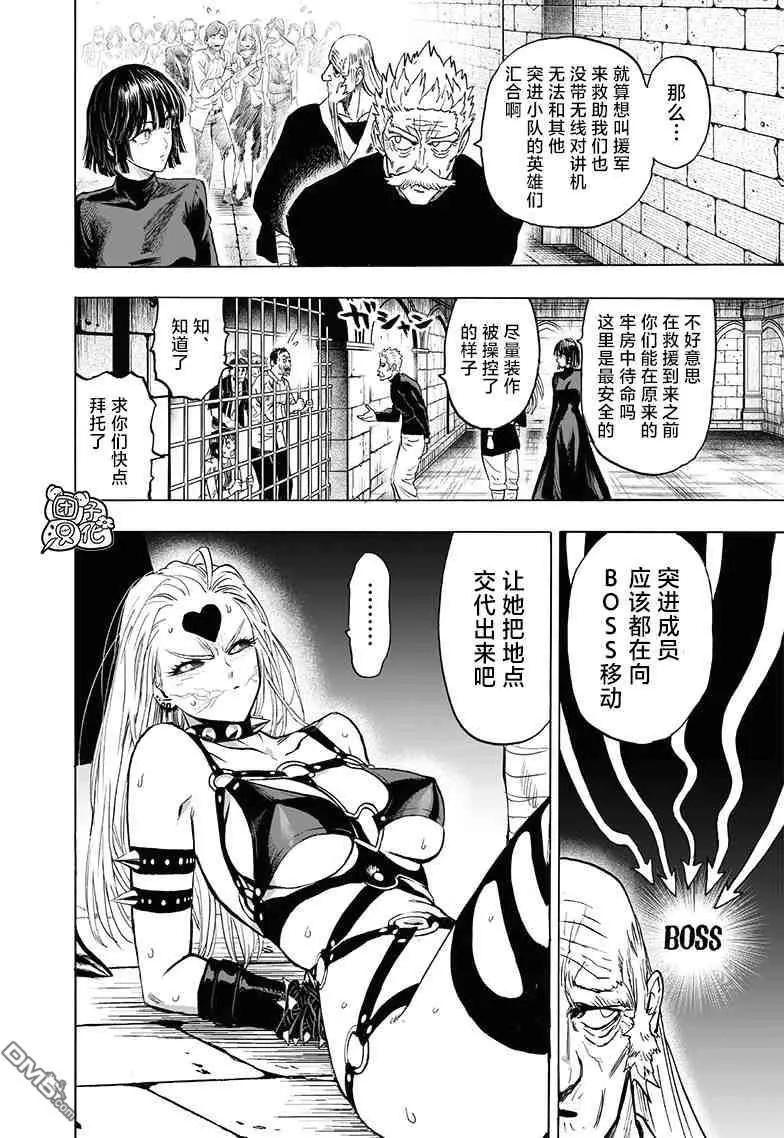 那么…
就算想叫援军
来救助我们也
没带无线对讲机
无法和其他
突进小队的英雄们
汇合啊
不好意思
在救援到来之前
你们能在原来的
牢房中待命吗
这里是最安全的
ガシャン
尽量装作
被操控了
的样子
知、
知道了
求你们快点
拜托了
突进成员
应该都在向
BOSS移动
BOSS
让她把地点
交代出来吧
………
团子
汉化
DM5.com